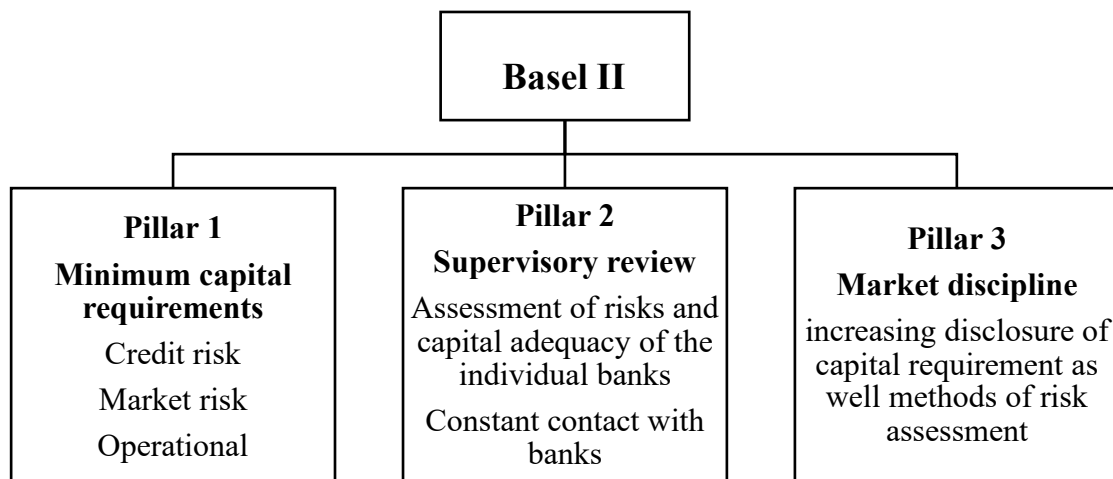 Basel II
Pillar 1
Minimum capital
requirements
Credit risk
Market risk
Operational
Pillar 2
Supervisory review
Assessment of risks and
capital adequacy of the
individual banks
Constant contact with
banks
Pillar 3
Market discipline
increasing disclosure of
capital requirement as
well methods of risk
assessment